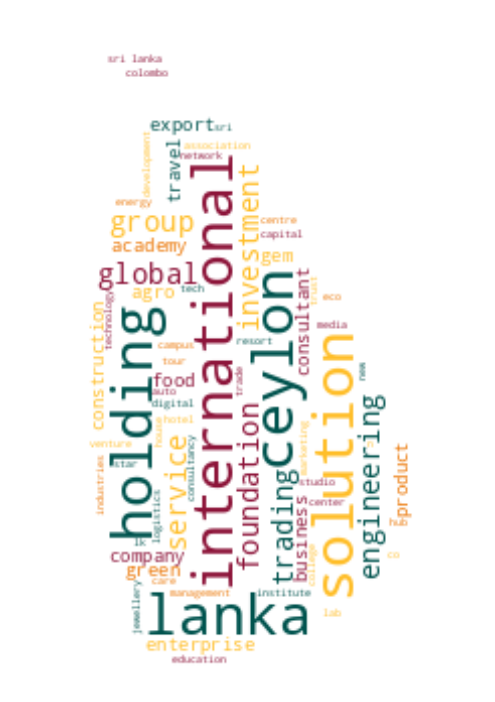 sri lanka
colombo
export
sri
development
travel
association
network
international
investment
energy
group
centre
capital
academy
gem
global
agro
tech
ceylon
consultant
trust
eco
technology
construction
holding
media
campus
resort
solution
tour
food
trade
new
auto
digital
house
hotel
foundation
engineering
marketing
service
consultancy
venture
product
star
industries
trading
studio
logistics
business
center
hub
lk
company
co
green
college
care
management
institute
jewellery
lanka
lab
enterprise
education